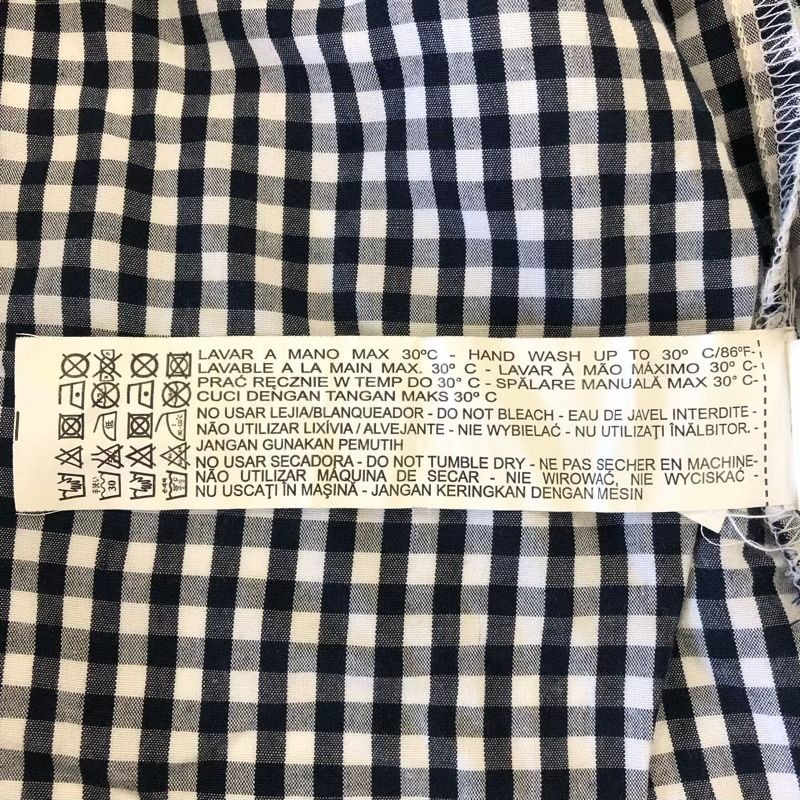 LAVAR A MANO MAX 30ºC - HAND WASH UP TO 30º C/86ºF-
LAVABLE A LA MAIN MAX. 30º C - LAVAR À MÃO MÁXIMO 30º C-
PRAĆ RĘCZNIE W TEMP DO 30º C - SPĂLARE MANUALĂ MAX 30º C-
CUCI DENGAN TANGAN MAKS 30º C
NO USAR LEJIA/BLANQUEADOR - DO NOT BLEACH - EAU DE JAVEL INTERDITE -
NÃO UTILIZAR LIXÍVIA / ALVEJANTE - NIE WYBIELAĆ - NU UTILIZAŢI ÎNĂLBITOR. -
JANGAN GUNAKAN PEMUTIH
NO USAR SECADORA - DO NOT TUMBLE DRY - NE PAS SECHER EN MACHINE-
NÃO UTILIZAR MÁQUINA DE SECAR - NIE WIROWAĆ, NIE WYCISKAĆ -
NU USCAŢI ÎN MAŞINĂ - JANGAN KERINGKAN DENGAN MESIN
30